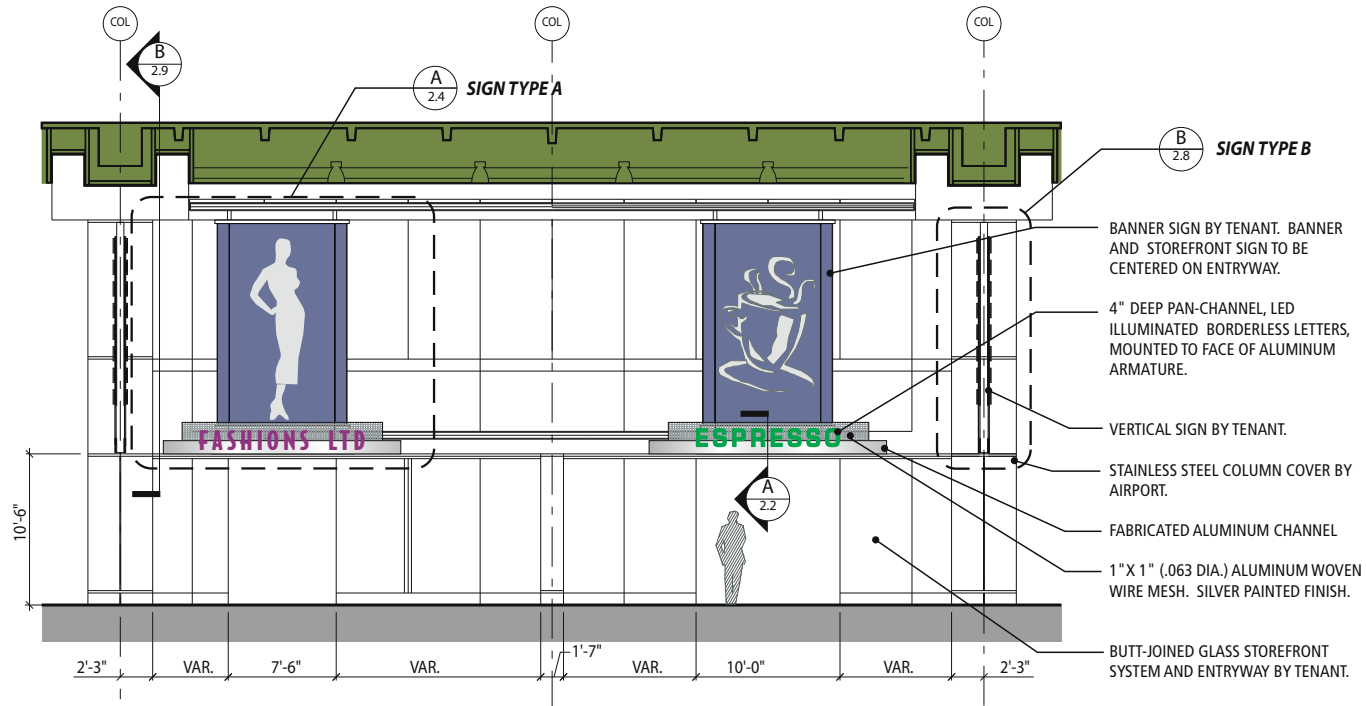 COL
COL
COL
B
2.9
A
2.4
SIGN TYPE A
B
2.8
SIGN TYPE B
BANNER SIGN BY TENANT. BANNER
AND STOREFRONT SIGN TO BE
CENTERED ON ENTRYWAY.
4" DEEP PAN-CHANNEL, LED
ILLUMINATED BORDERLESS LETTERS,
MOUNTED TO FACE OF ALUMINUM
ARMATURE.
VERTICAL SIGN BY TENANT.
STAINLESS STEEL COLUMN COVER BY
AIRPORT.
FABRICATED ALUMINUM CHANNEL
1" X 1" (.063 DIA.) ALUMINUM WOVEN
WIRE MESH. SILVER PAINTED FINISH.
BUTT-JOINED GLASS STOREFRONT
SYSTEM AND ENTRYWAY BY TENANT.
FASHIONS LTD
ESPRESSO
A
2.2
10'-6"
2'-3"
VAR.
7'-6"
VAR.
1'-7"
VAR.
10'-0"
VAR.
2'-3"